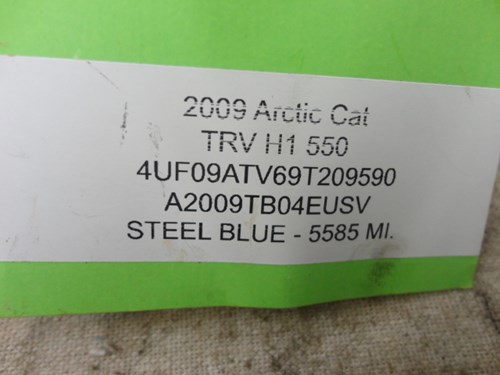 2009 Arctic Cat
TRV H1 550
4UF09ATV69T209590
A2009TB04EUSV
STEEL BLUE - 5585 MI.